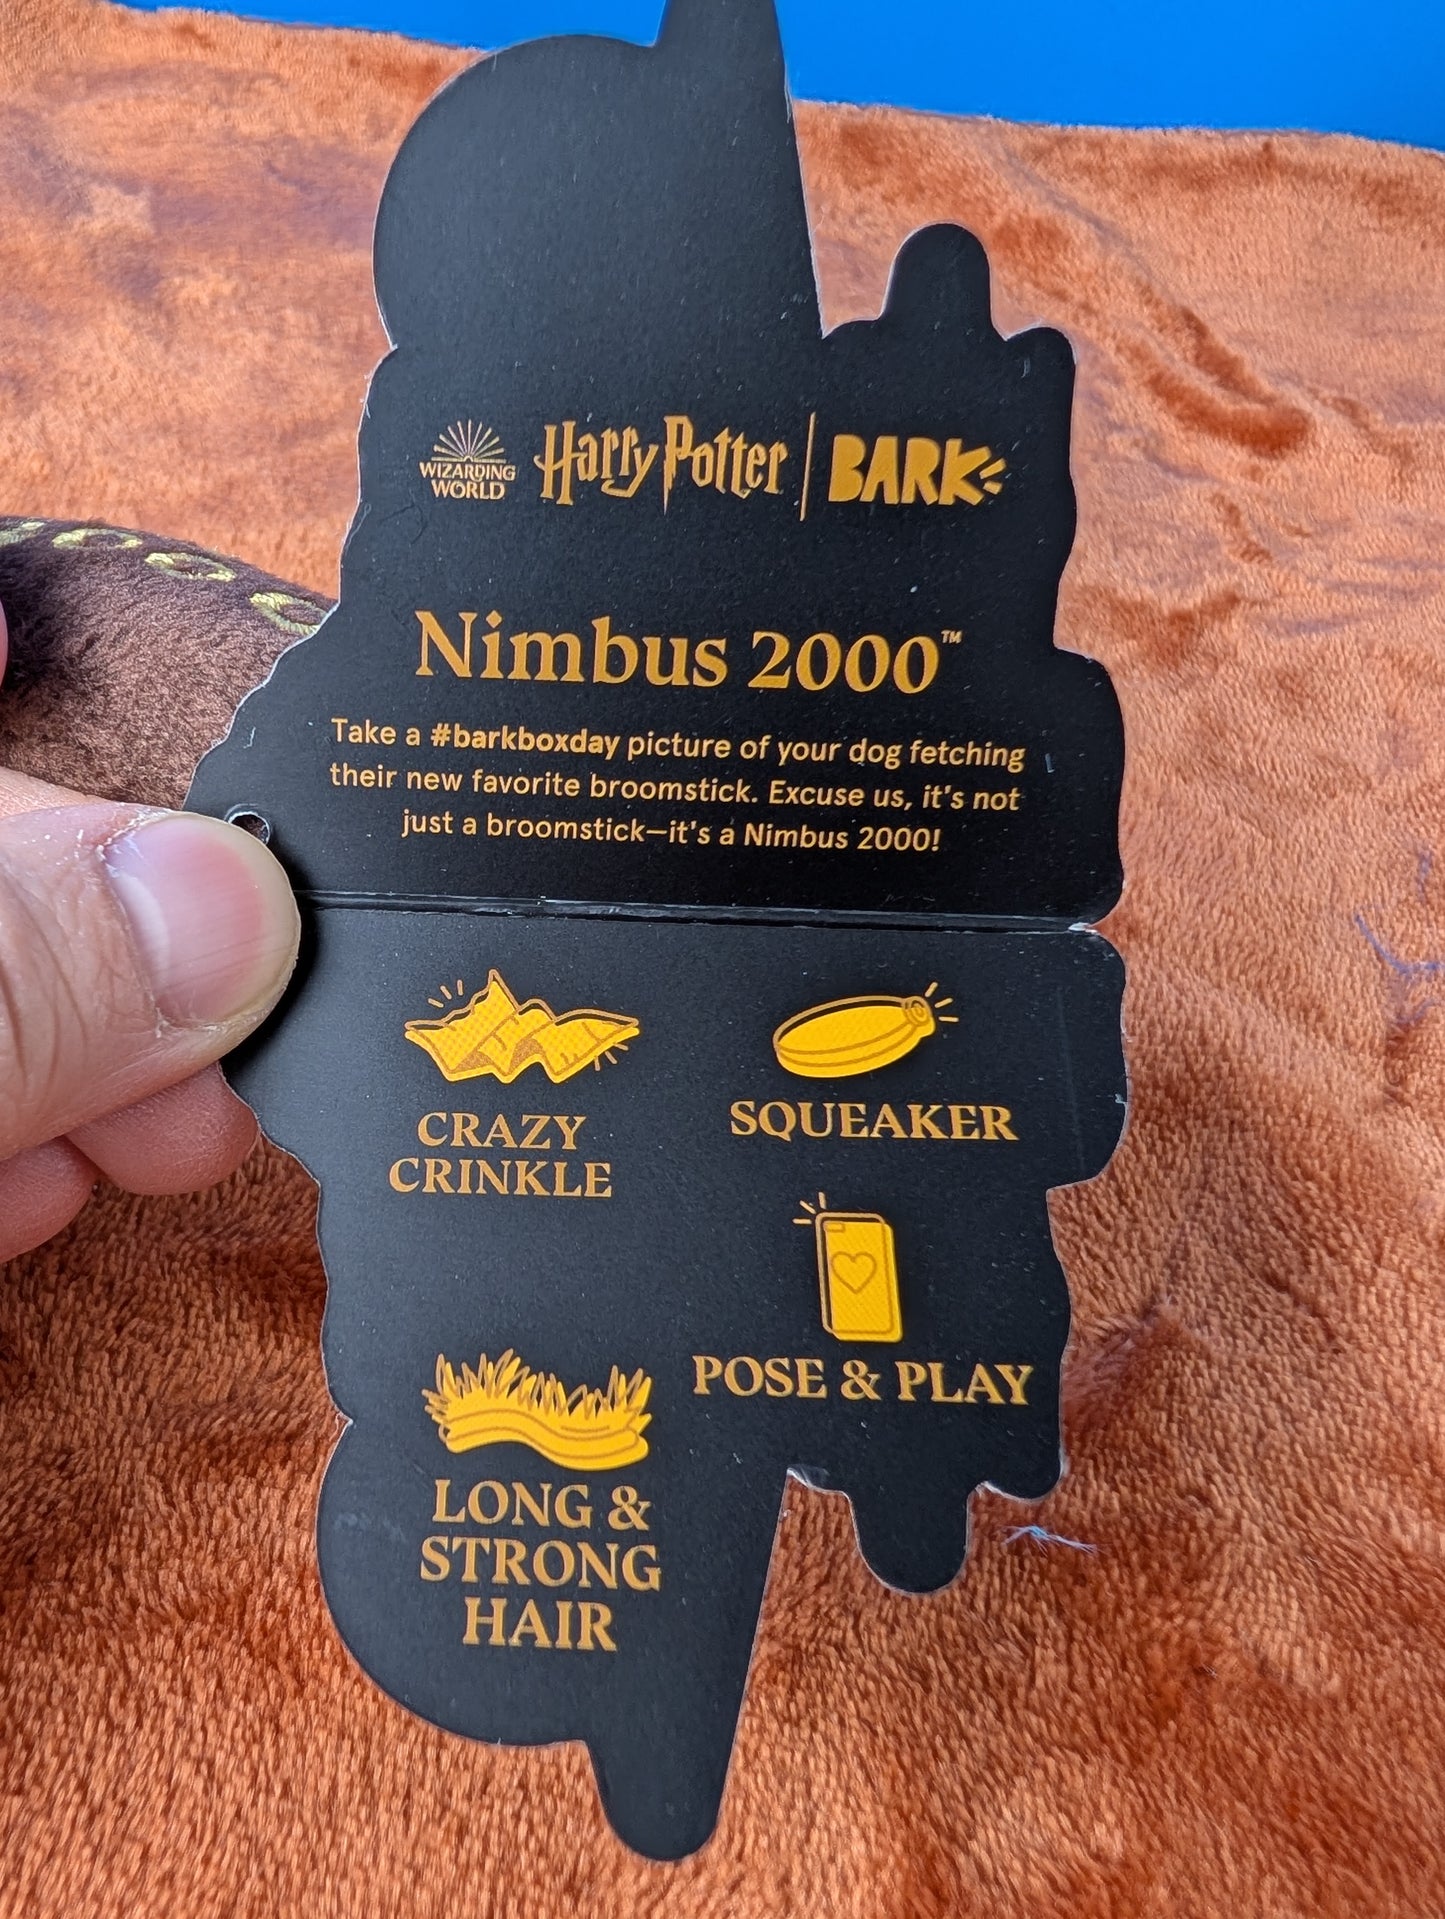 WIZARDING
WORLD
Harry Potter | BARK
Nimbus 2000™
Take a #barkboxday picture of your dog fetching
their new favorite broomstick. Excuse us, it's not
just a broomstick—it's a Nimbus 2000!
CRAZY
CRINKLE
SQUEAKER
POSE & PLAY
LONG &
STRONG
HAIR